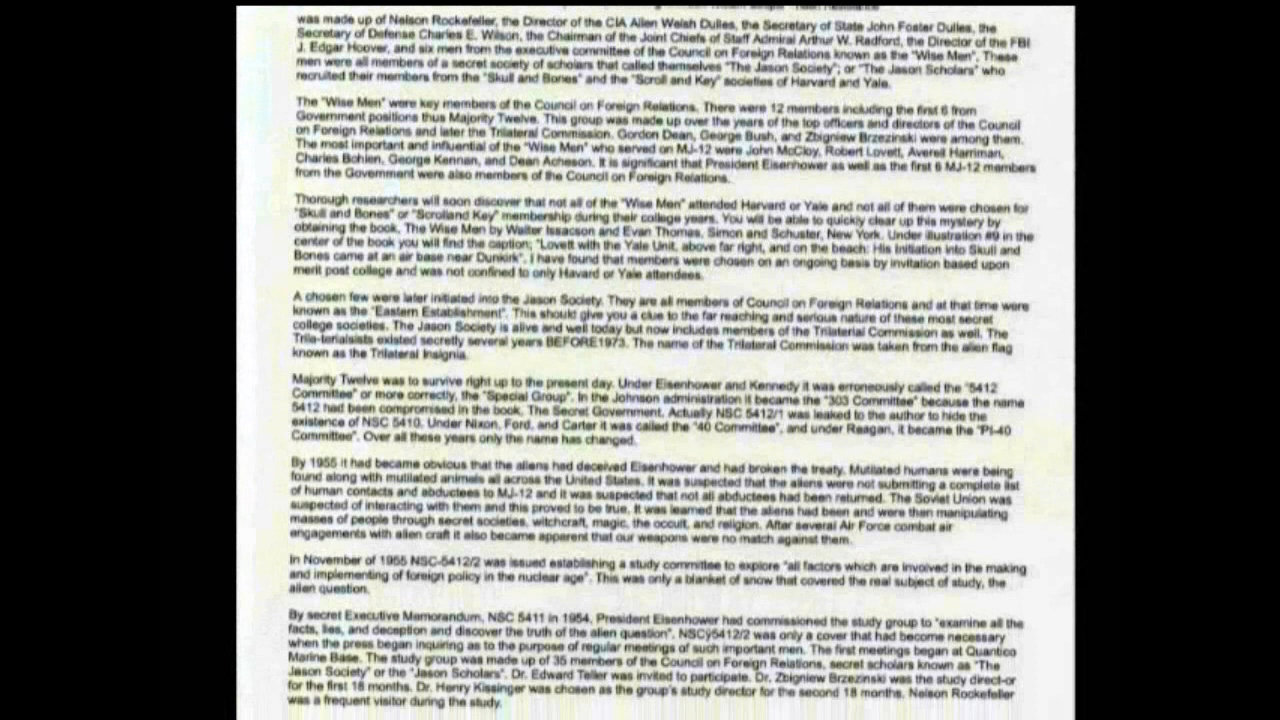 was made up of Nelson Rockefeller, the Director of the CIA Allen Welsh Dulles, the Secretary of State John Foster Dulles, the
Secretary of Defense Charles E. Wilson, the Chairman of the Joint Chiefs of Staff Admiral Arthur W. Radford, the Director of the FBI
J. Edgar Hoover, and six men from the executive committee of the Council on Foreign Relations known as the "Wise Men". These
men were all members of a secret society of scholars that called themselves "The Jason Society", or "The Jason Scholars" who
recruited their members from the "Skull and Bones" and the "Scroll and Key" societies of Harvard and Yale.
The "Wise Men" were key members of the Council on Foreign Relations. There were 12 members including the first 6 from
Government positions thus Majority Twelve. This group was made up over the years of the top officers and directors of the Council
on Foreign Relations and later the Trilateral Commission. Gordon Dean, George Bush, and Zbigniew Brzezinski were among them.
The most important and influential of the "Wise Men" who served on MJ-12 were John McCloy, Robert Lovett, Averell Harriman,
Charles Bohlen, George Kennan, and Dean Acheson. It is significant that President Eisenhower as well as the first 6 MJ-12 members
from the Government were also members of the Council on Foreign Relations.
Thorough researchers will soon discover that not all of the "Wise Men" attended Harvard or Yale and not all of them were chosen for
"Skull and Bones" or "Scrolland Key" membership during their college years. You will be able to quickly clear up this mystery by
obtaining the book, The Wise Men by Walter Issacson and Evan Thomas, Simon and Schuster, New York. Under illustration #9 in the
center of the book you will find the caption; "Lovett with the Yale Unit, above far right, and on the beach: His Initiation into Skull and
Bones came at an air base near Dunkirk". I have found that members were chosen on an ongoing basis by invitation based upon
merit post college and was not confined to only Havard or Yale attendees.
A chosen few were later initiated into the Jason Society. They are all members of Council on Foreign Relations and at that time were
known as the "Eastern Establishment". This should give you a clue to the far reaching and serious nature of these most secret
college societies. The Jason Society is alive and well today but now includes members of the Trilaterial Commission as well. The
Trila-terialsists existed secretly several years BEFORE1973. The name of the Trilateral Commission was taken from the alien flag
known as the Trilateral Insignia.
Majority Twelve was to survive right up to the present day. Under Eisenhower and Kennedy it was erroneously called the "5412
Committee" or more correctly, the "Special Group". In the Johnson administration it became the "303 Committee" because the name
5412 had been compromised in the book, The Secret Government. Actually NSC 5412/1 was leaked to the author to hide the
existence of NSC 5410. Under Nixon, Ford, and Carter it was called the "40 Committee", and under Reagan, it became the "PI-40
Committee". Over all these years only the name has changed.
By 1955 it had became obvious that the aliens had deceived Eisenhower and had broken the treaty. Mutilated humans were being
found along with mutilated animals all across the United States. It was suspected that the aliens were not submitting a complete list
of human contacts and abductees to MJ-12 and it was suspected that not all abductees had been returned. The Soviet Union was
suspected of interacting with them and this proved to be true. It was learned that the aliens had been and were then manipulating
masses of people through secret societies, witchcraft, magic, the occult, and religion. After several Air Force combat air
engagements with alien craft it also became apparent that our weapons were no match against them.
In November of 1955 NSC-5412/2 was issued establishing a study committee to explore "all factors which are involved in the making
and implementing of foreign policy in the nuclear age". This was only a blanket of snow that covered the real subject of study, the
alien question.
By secret Executive Memorandum, NSC 5411 in 1954, President Eisenhower had commissioned the study group to "examine all the
facts, lies, and deception and discover the truth of the alien question". NSCÿ5412/2 was only a cover that had become necessary
when the press began inquiring as to the purpose of regular meetings of such important men. The first meetings began at Quantico
Marine Base. The study group was made up of 35 members of the Council on Foreign Relations, secret scholars known as "The
Jason Society" or the "Jason Scholars". Dr. Edward Teller was invited to participate. Dr. Zbigniew Brzezinski was the study direct-or
for the first 18 months. Dr. Henry Kissinger was chosen as the group's study director for the second 18 months. Nelson Rockefeller
was a frequent visitor during the study.